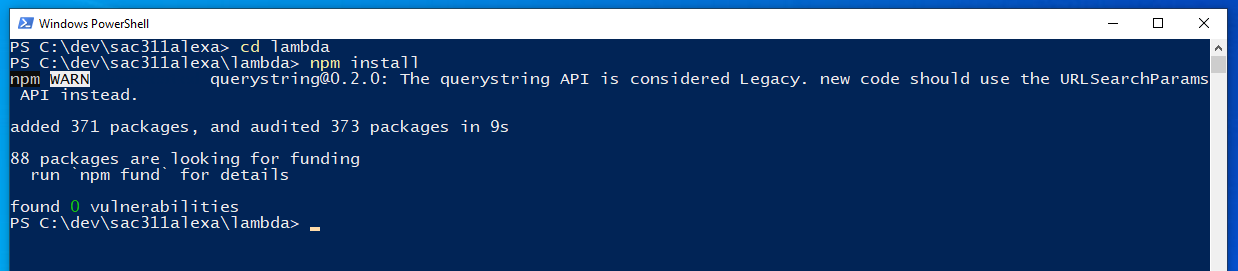 Windows PowerShell
PS C:\dev\sac311alexa> cd lambda
PS C:\dev\sac311alexa\lambda> npm install
npm WARN            querystring@0.2.0: The querystring API is considered Legacy. new code should use the URLSearchParams
 API instead.
added 371 packages, and audited 373 packages in 9s
88 packages are looking for funding
  run `npm fund` for details
found 0 vulnerabilities
PS C:\dev\sac311alexa\lambda>